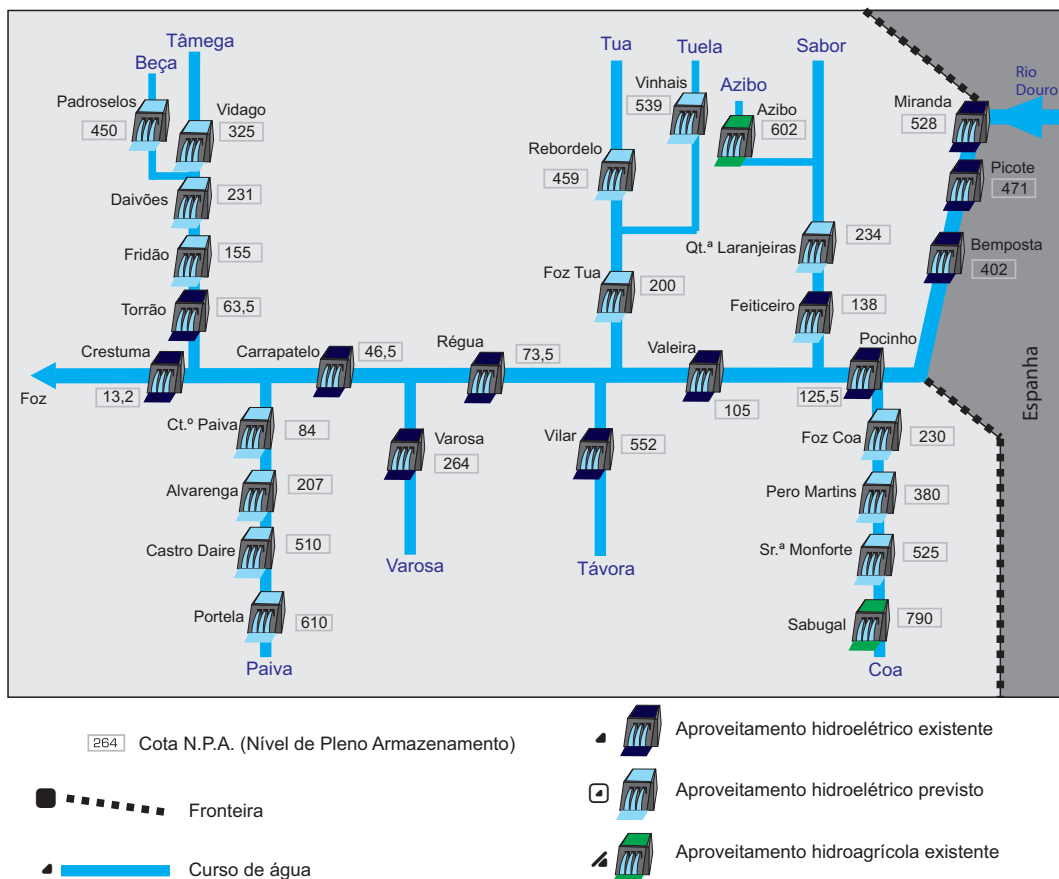 Tâmega
Beça
Padroselos
450
Vidago
325
Daivões
231
Fridão
155
Torrão
63,5
Crestuma
13,2
Foz
Carrapatelo
46,5
Régua
73,5
Tua
Tuela
Vinhais
539
Rebordelo
459
Foz Tua
200
Azibo
Azibo
602
Sabor
Qt.ª Laranjeiras
234
Feiticeiro
138
Valeira
105
Pocinho
125,5
Rio
Douro
Miranda
528
Picote
471
Bemposta
402
Espanha
Ct.º Paiva
84
Alvarenga
207
Castro Daire
510
Portela
610
Paiva
Varosa
264
Varosa
Vilar
552
Távora
Foz Coa
230
Pero Martins
380
Sr.ª Monforte
525
Sabugal
790
Coa
264 Cota N.P.A. (Nível de Pleno Armazenamento)
Fronteira
Curso de água
Aproveitamento hidroelétrico existente
Aproveitamento hidroelétrico previsto
Aproveitamento hidroagrícola existente